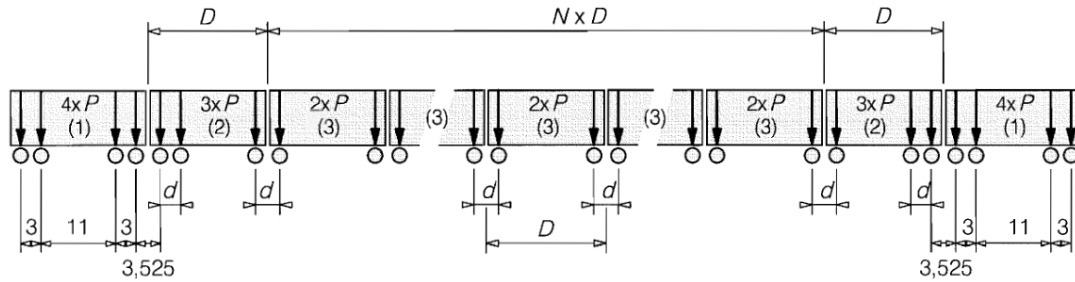 D N x D D
4x P 3x P 2x P 2x P 2x P 3x P 4x P
(1) (2) (3) (3) (3) (3) (3) (2) (1)
d d d d d d
3 11 3 D 3 11 3
3,525 3,525